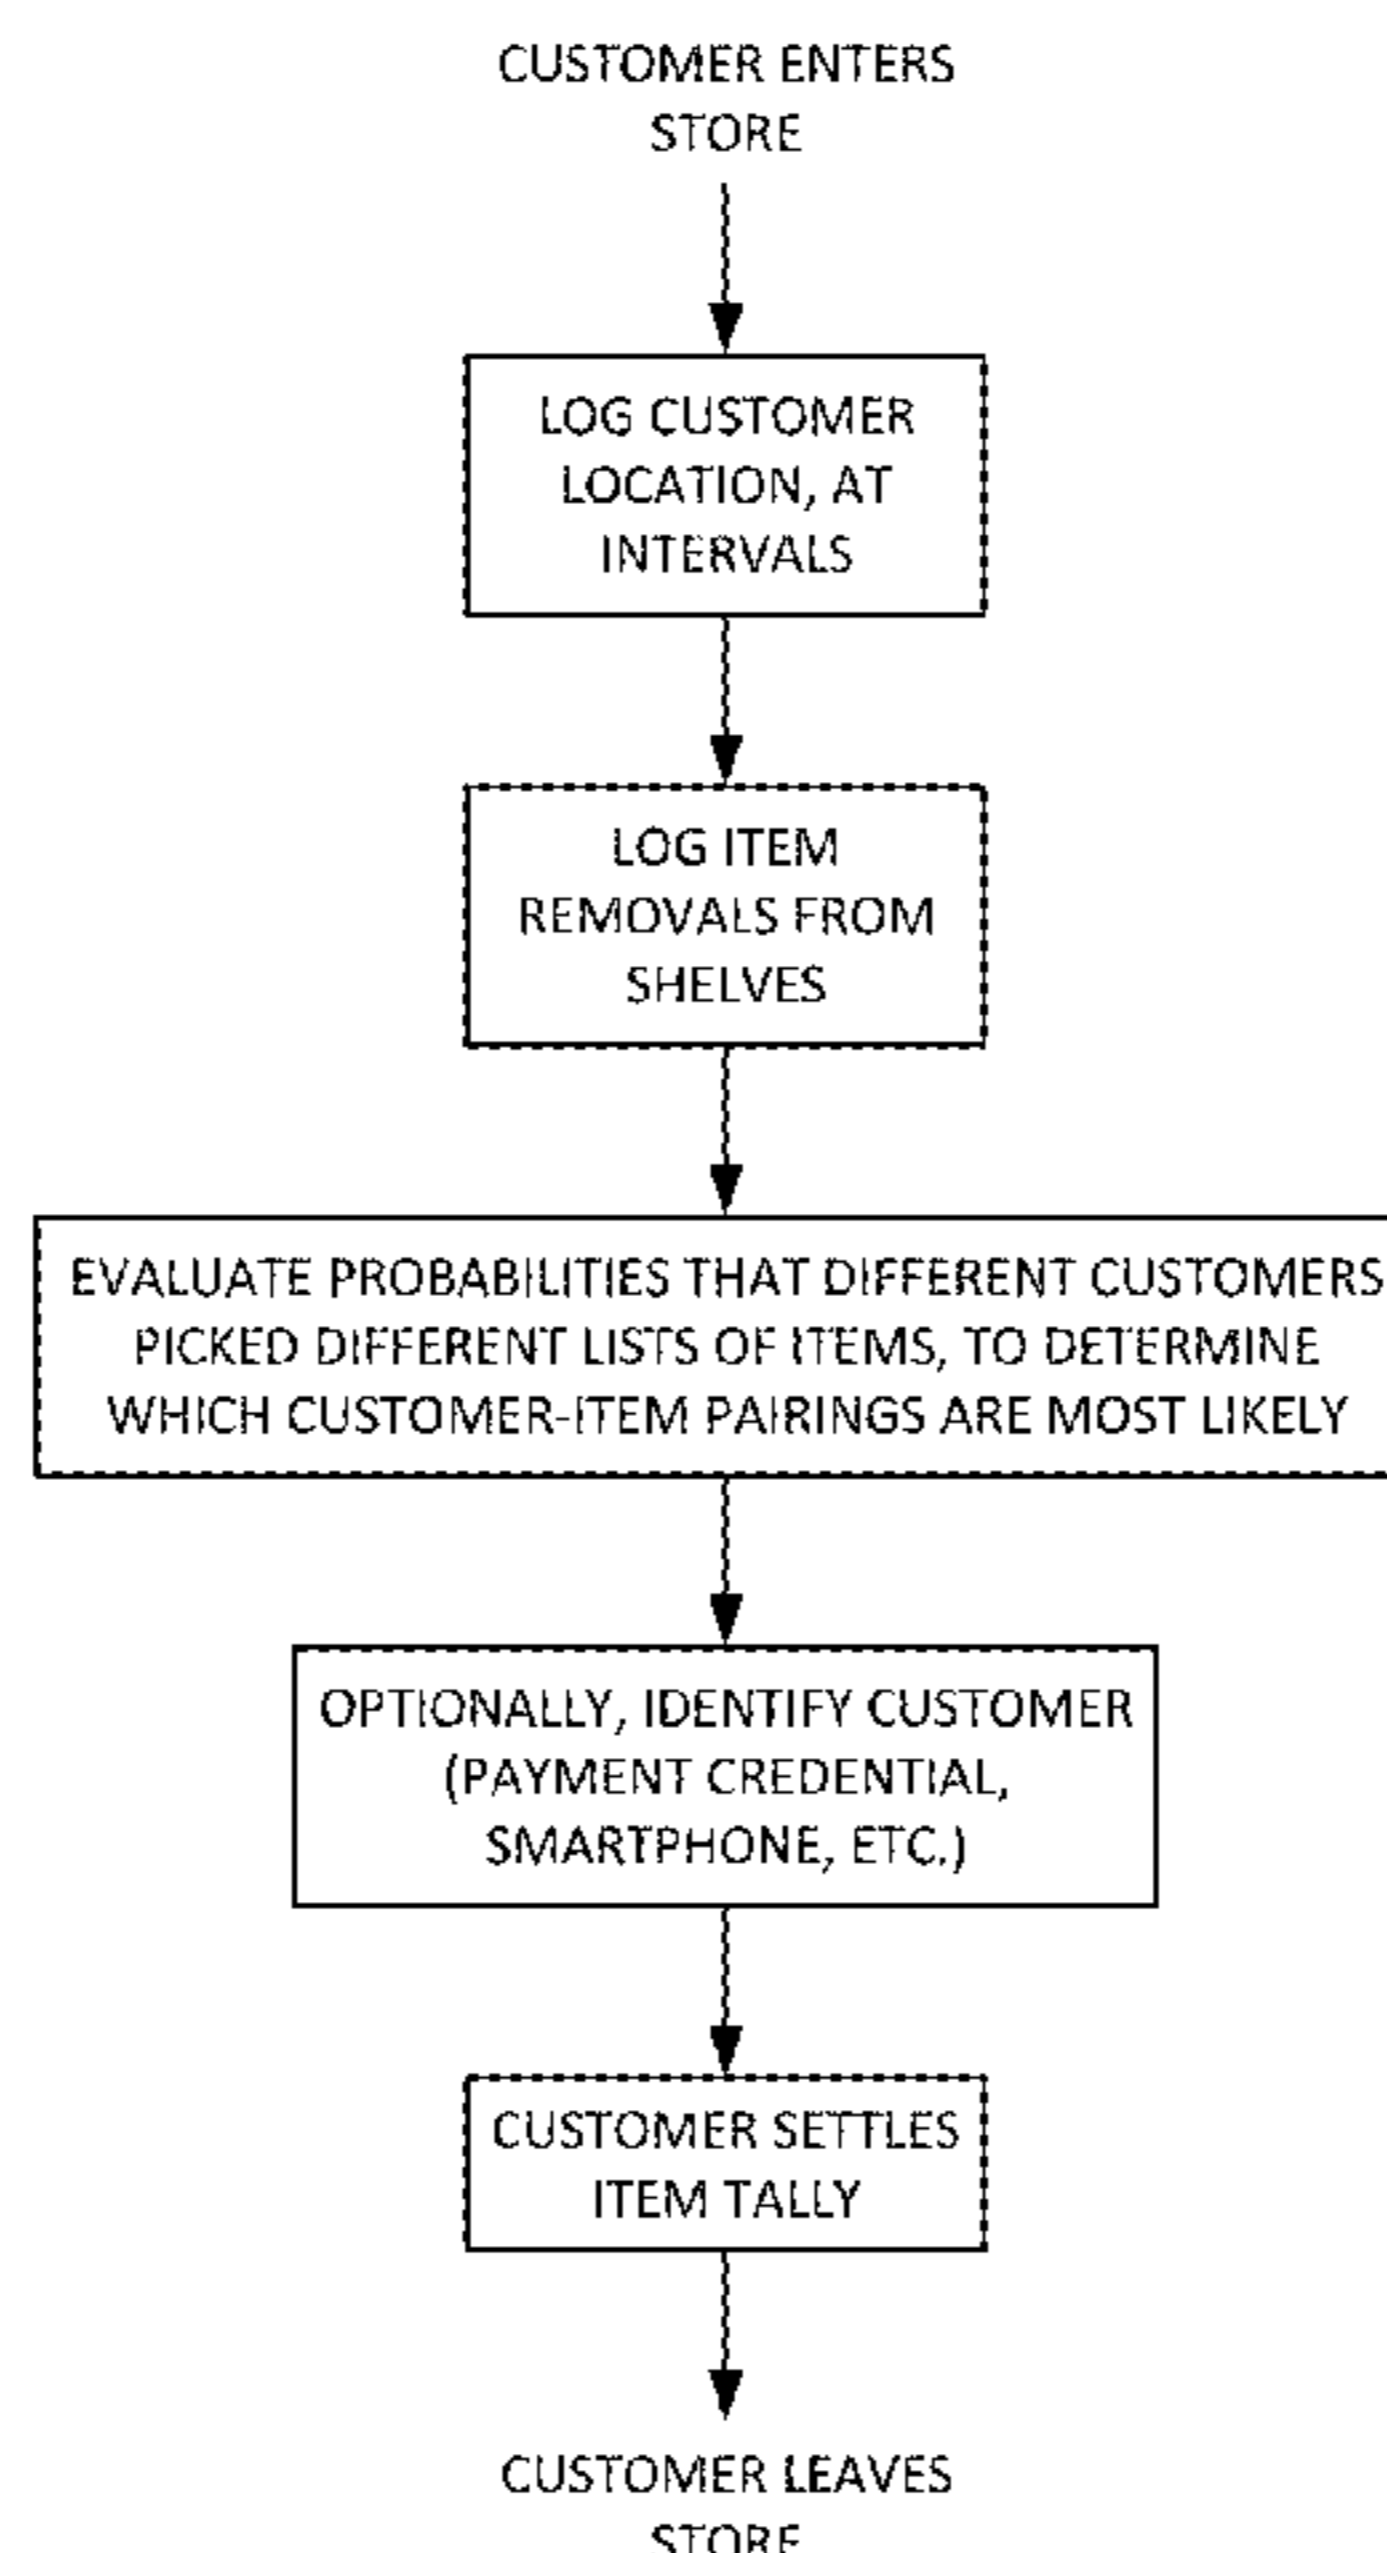 CUSTOMER ENTERS
STORE
LOG CUSTOMER
LOCATION, AT
INTERVALS
LOG ITEM
REMOVALS FROM
SHELVES
EVALUATE PROBABILITIES THAT DIFFERENT CUSTOMERS
PICKED DIFFERENT LISTS OF ITEMS, TO DETERMINE
WHICH CUSTOMER-ITEM PAIRINGS ARE MOST LIKELY
OPTIONALLY, IDENTIFY CUSTOMER
(PAYMENT CREDENTIAL,
SMARTPHONE, ETC.)
CUSTOMER SETTLES
ITEM TALLY
CUSTOMER LEAVES
STORE